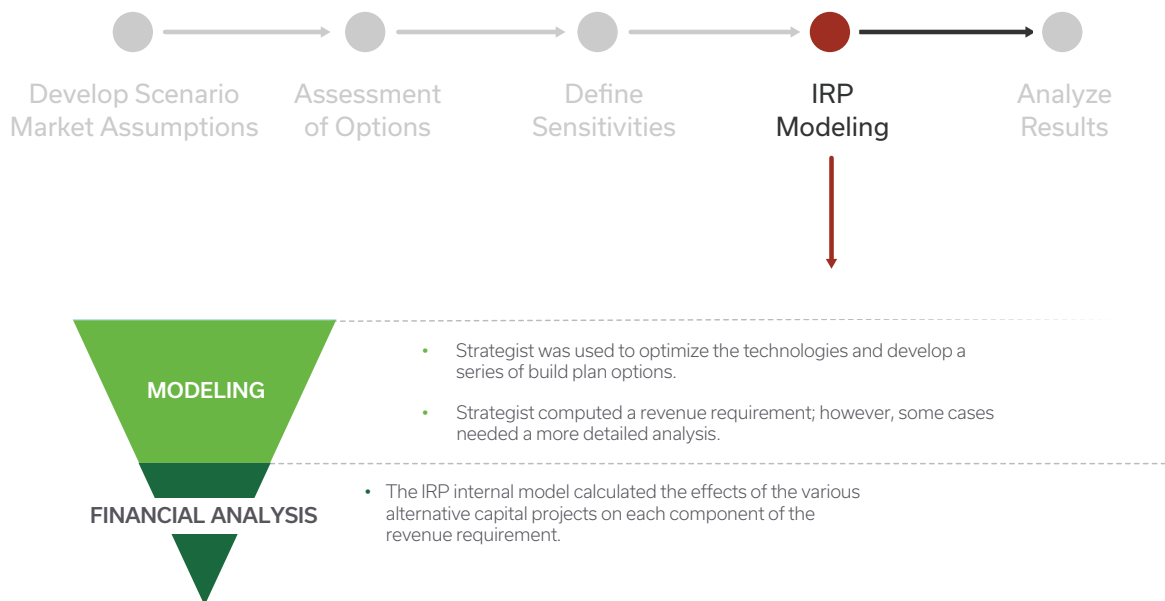 Develop Scenario
Market Assumptions
Assessment
of Options
Define
Sensitivities
IRP
Modeling
Analyze
Results
MODELING
• Strategist was used to optimize the technologies and develop a
series of build plan options.
• Strategist computed a revenue requirement; however, some cases
needed a more detailed analysis.
FINANCIAL ANALYSIS
• The IRP internal model calculated the effects of the various
alternative capital projects on each component of the
revenue requirement.